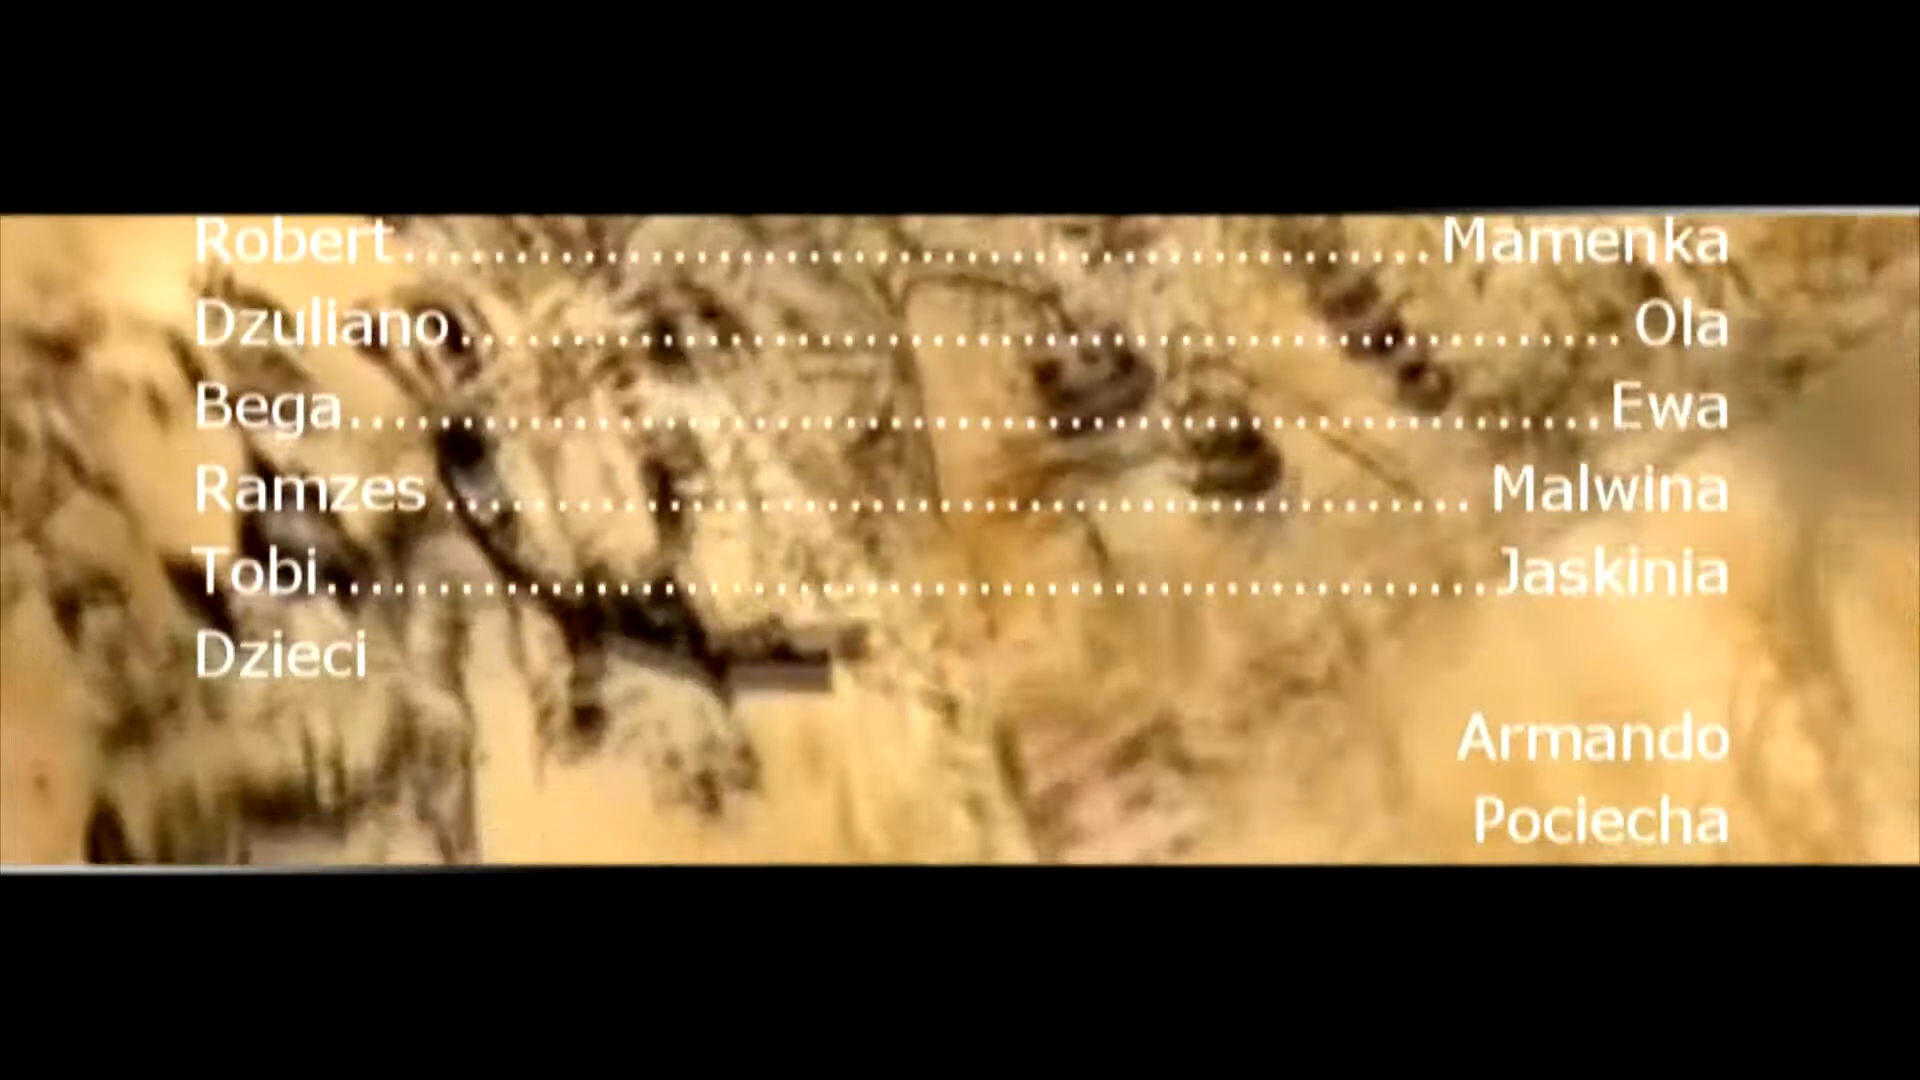 Robert..............................................Mamenka
Dzuliano....................................................Ola
Bega........................................................Ewa
Ramzes.............................................. Malwina
Tobi....................................................Jaskinia
Dzieci
Armando
Pociecha